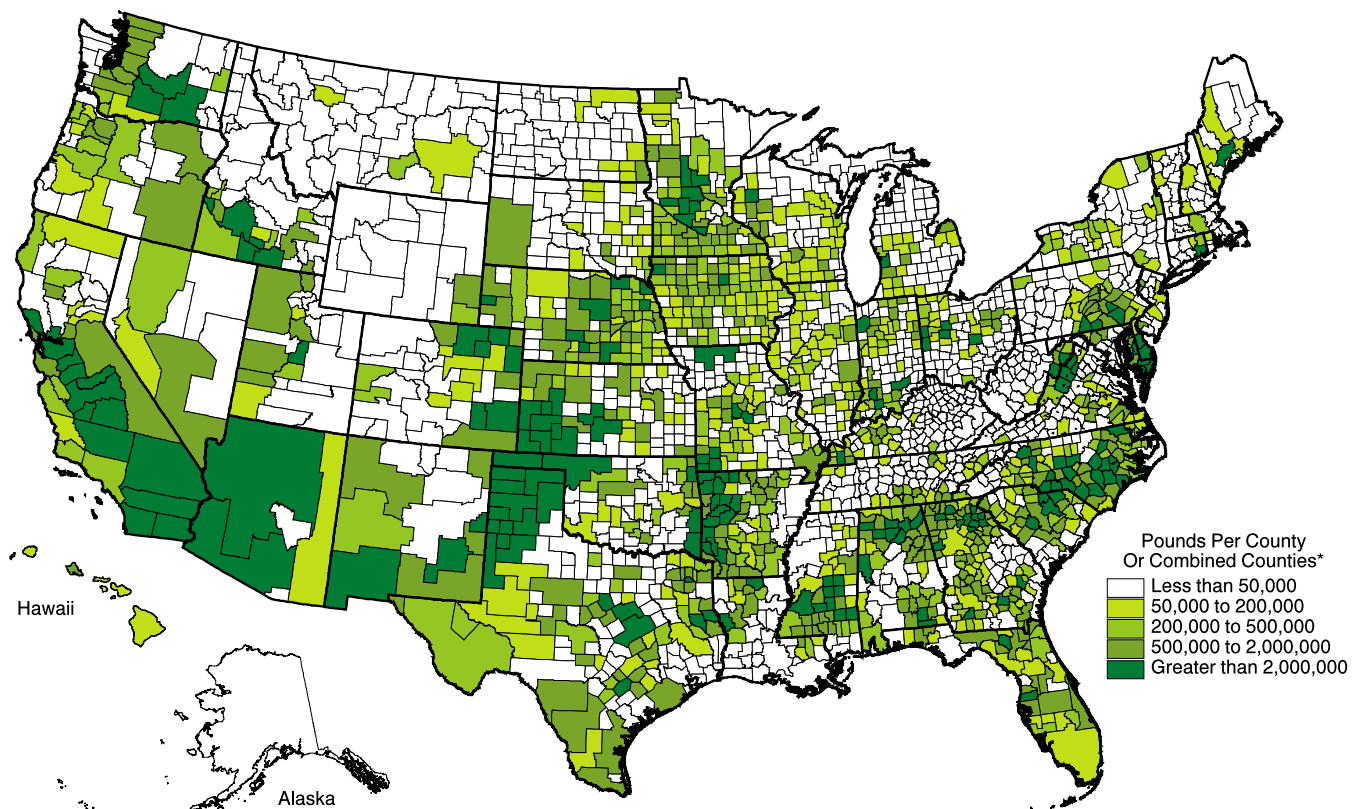 Hawaii
Alaska
Pounds Per County
Or Combined Counties*
Less than 50,000
50,000 to 200,000
200,000 to 500,000
500,000 to 2,000,000
Greater than 2,000,000